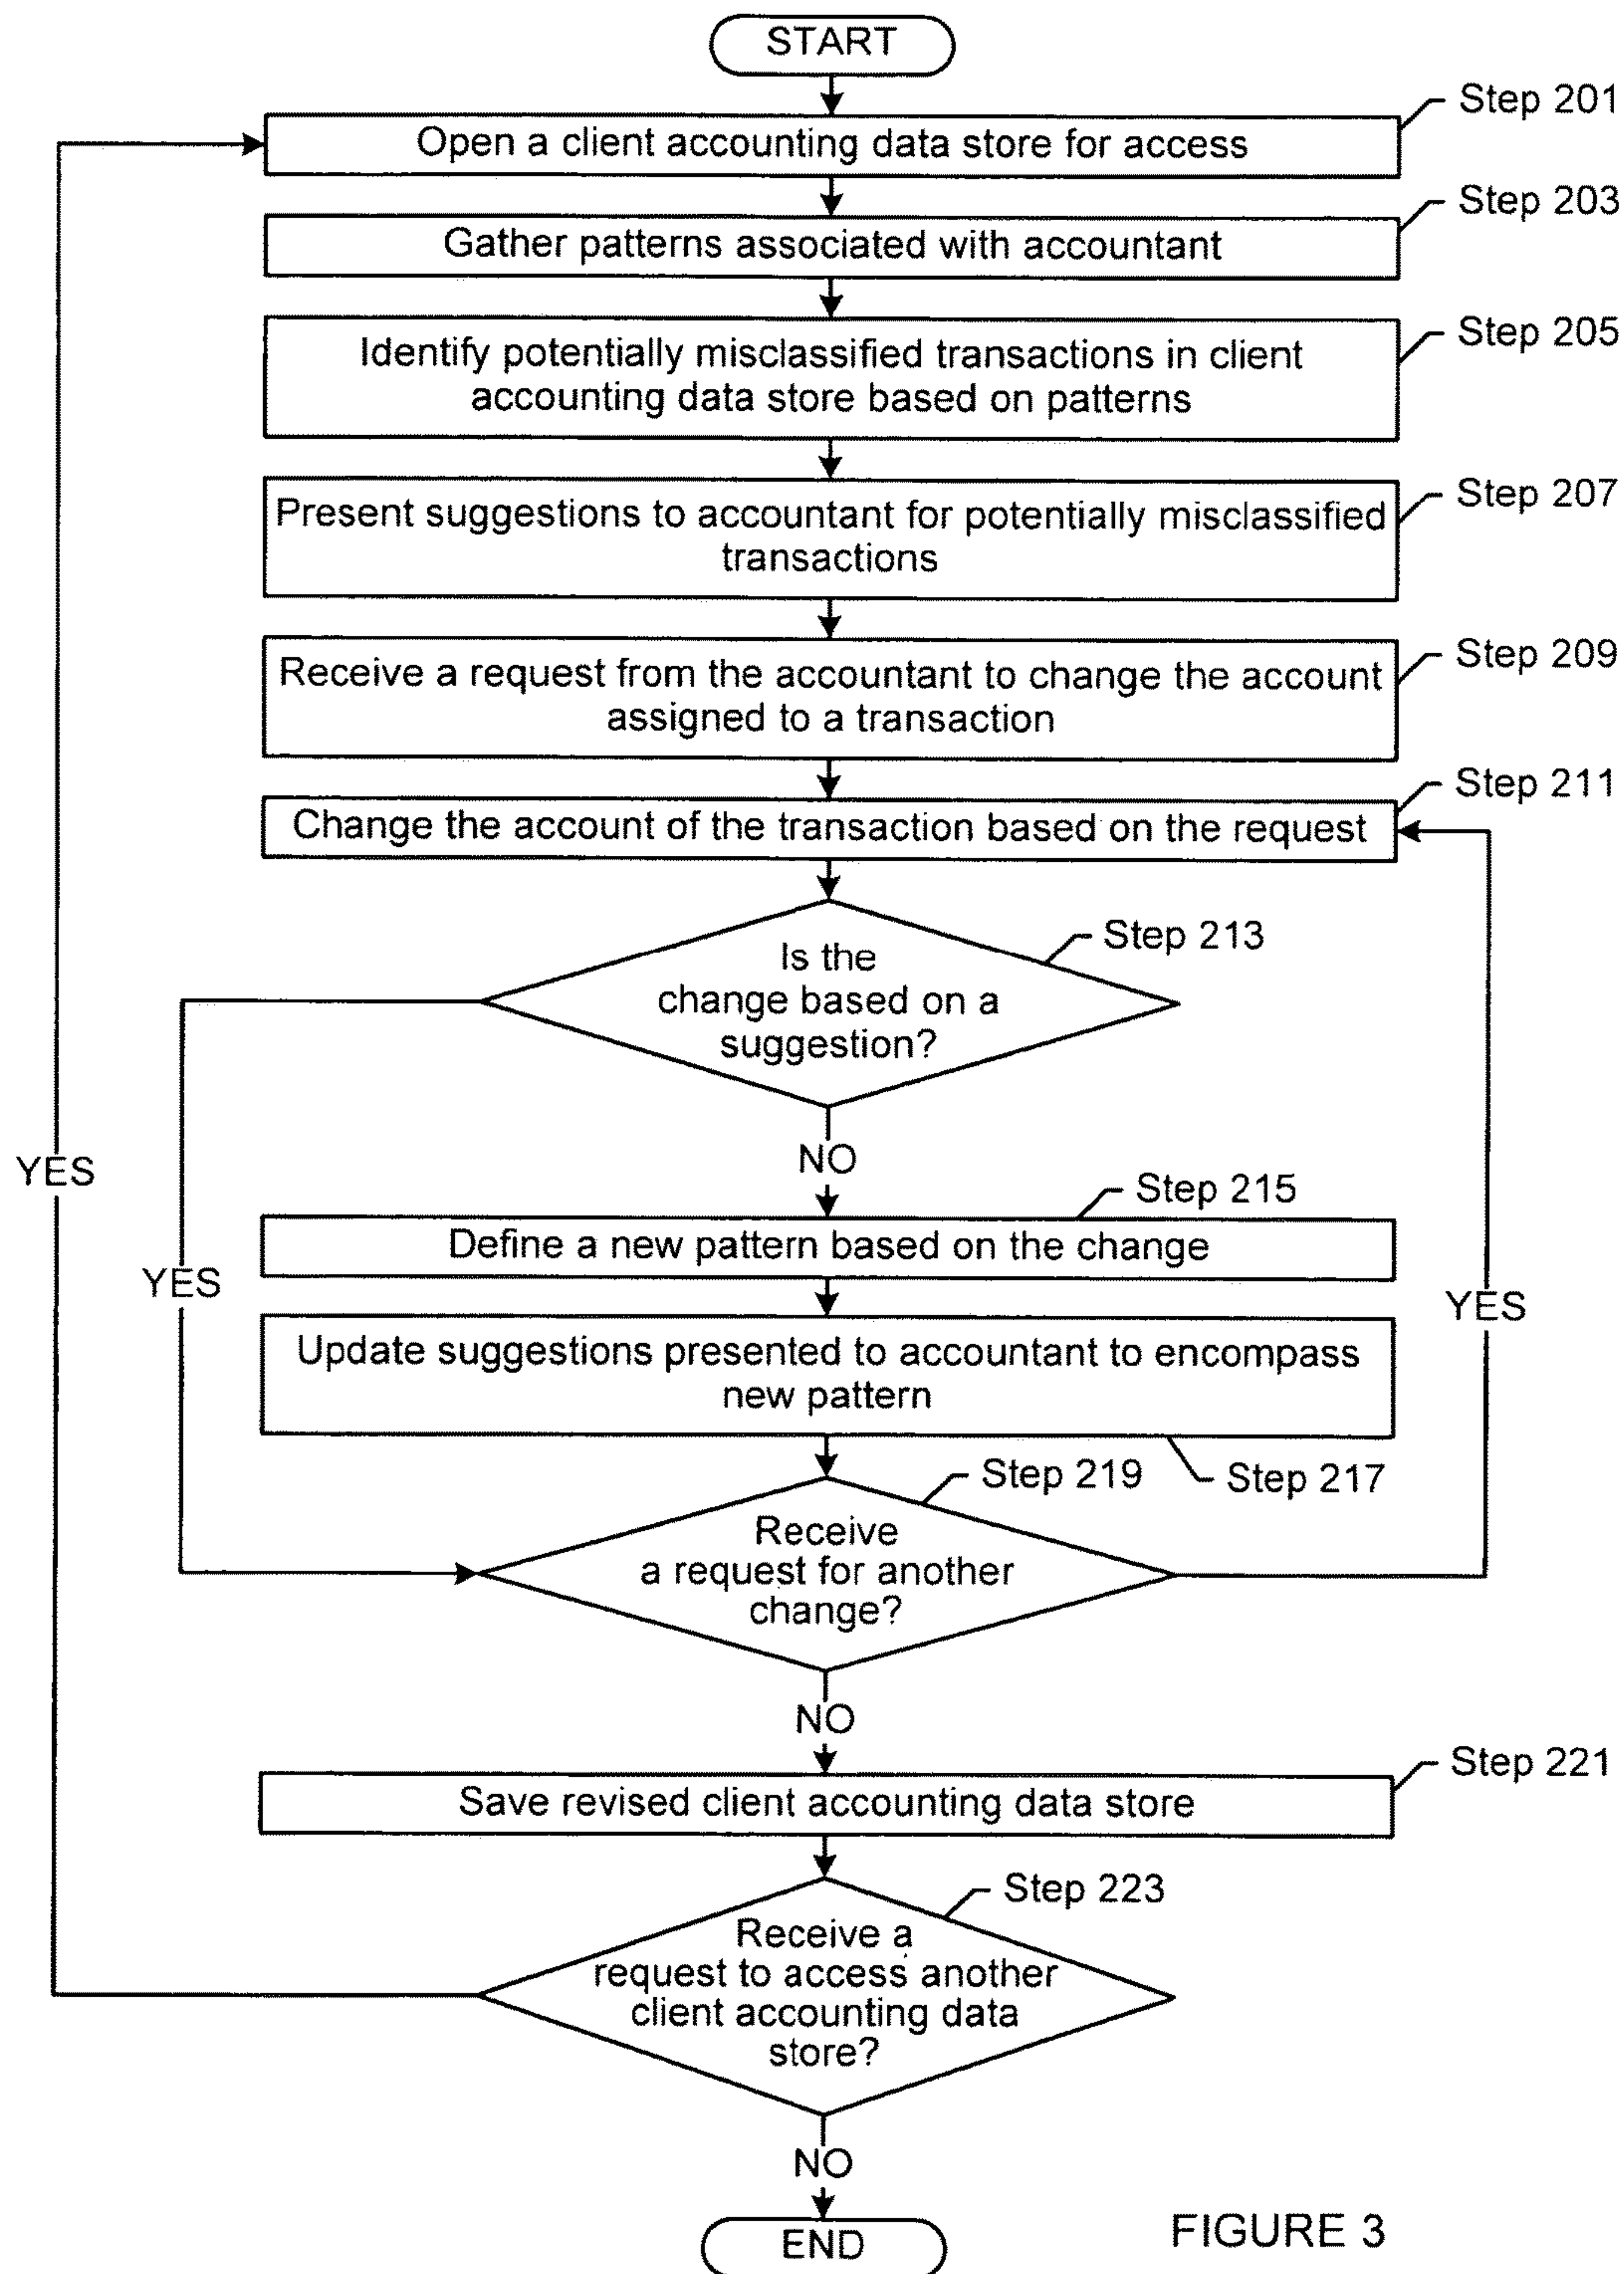 START
Step 201
Open a client accounting data store for access
Step 203
Gather patterns associated with accountant
Step 205
Identify potentially misclassified transactions in client
accounting data store based on patterns
Step 207
Present suggestions to accountant for potentially misclassified
transactions
Step 209
Receive a request from the accountant to change the account
assigned to a transaction
Step 211
Change the account of the transaction based on the request
Step 213
Is the
change based on a
suggestion?
NO
YES
Step 215
Define a new pattern based on the change
YES
YES
Update suggestions presented to accountant to encompass
new pattern
Step 217
Step 219
Receive
a request for another
change?
NO
Step 221
Save revised client accounting data store
Step 223
Receive a
request to access another
client accounting data
store?
NO
END
FIGURE 3